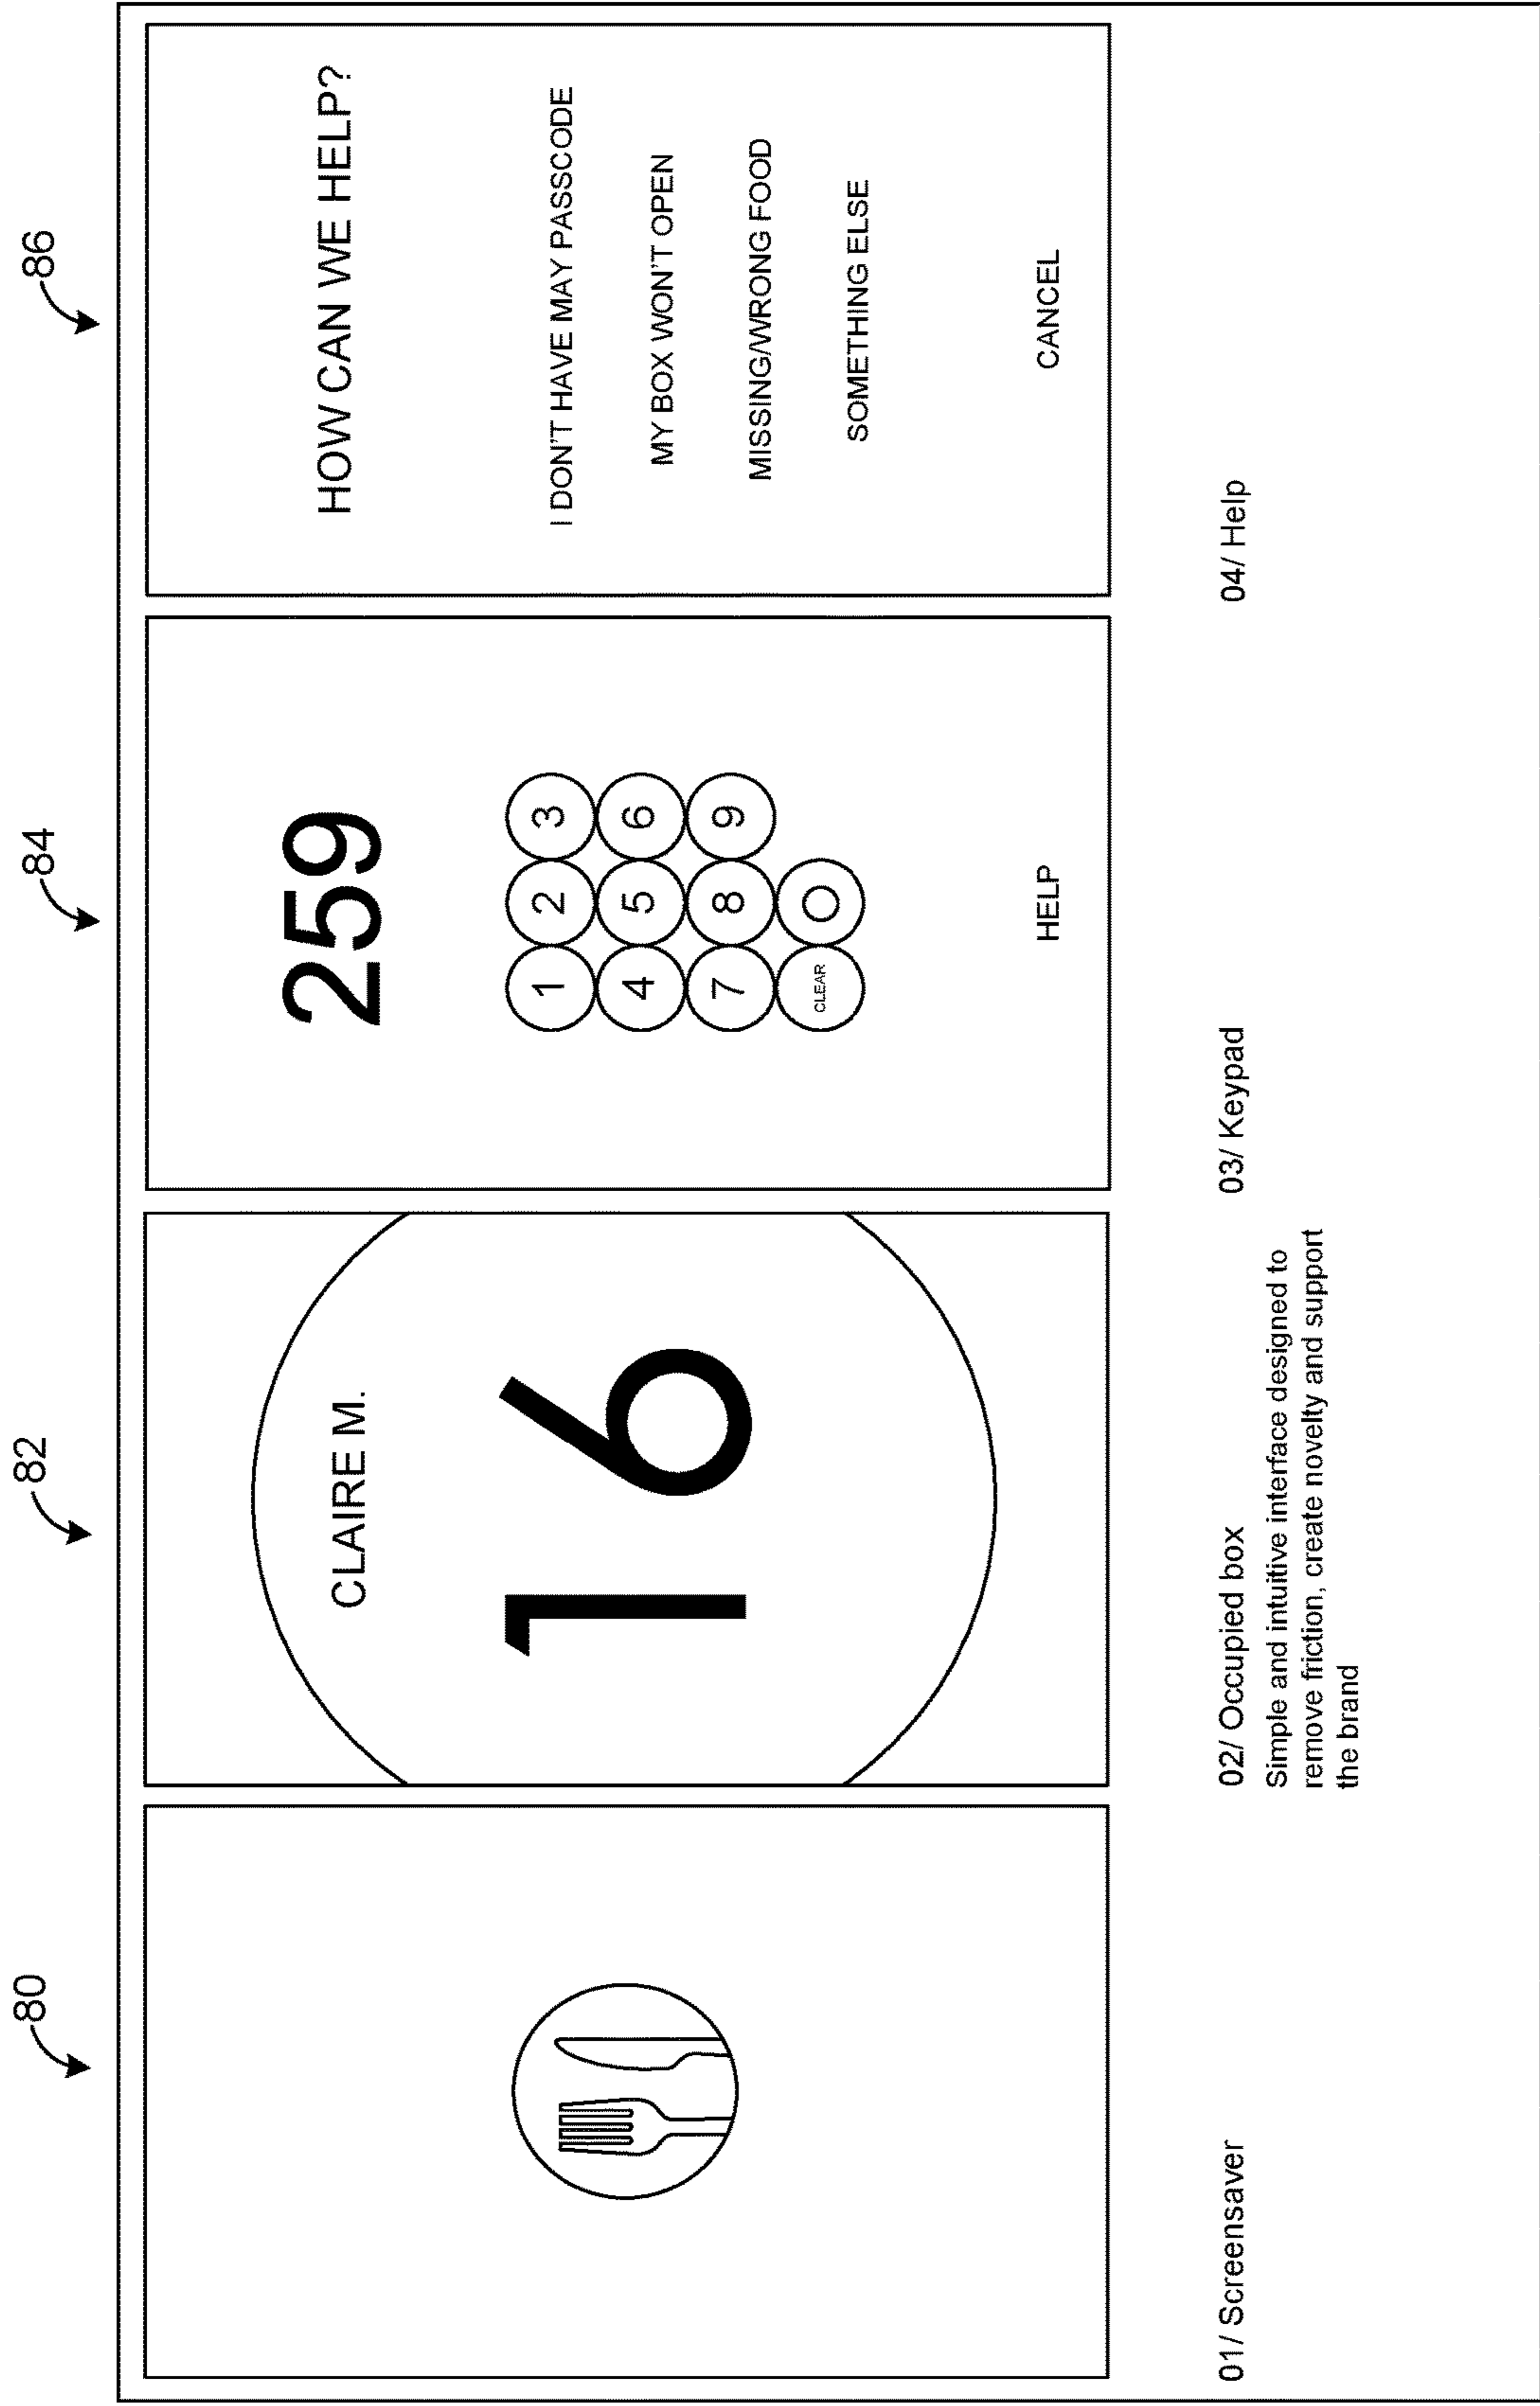 80
82
84
86
CLAIRE M.
16
259
1 2 3
4 5 6
7 8 9
CLEAR 0
HELP
HOW CAN WE HELP?
I DON'T HAVE MAY PASSCODE
MY BOX WON'T OPEN
MISSING/WRONG FOOD
SOMETHING ELSE
CANCEL
01/ Screensaver
02/ Occupied box
Simple and intuitive interface designed to
remove friction, create novelty and support
the brand
03/ Keypad
04/ Help